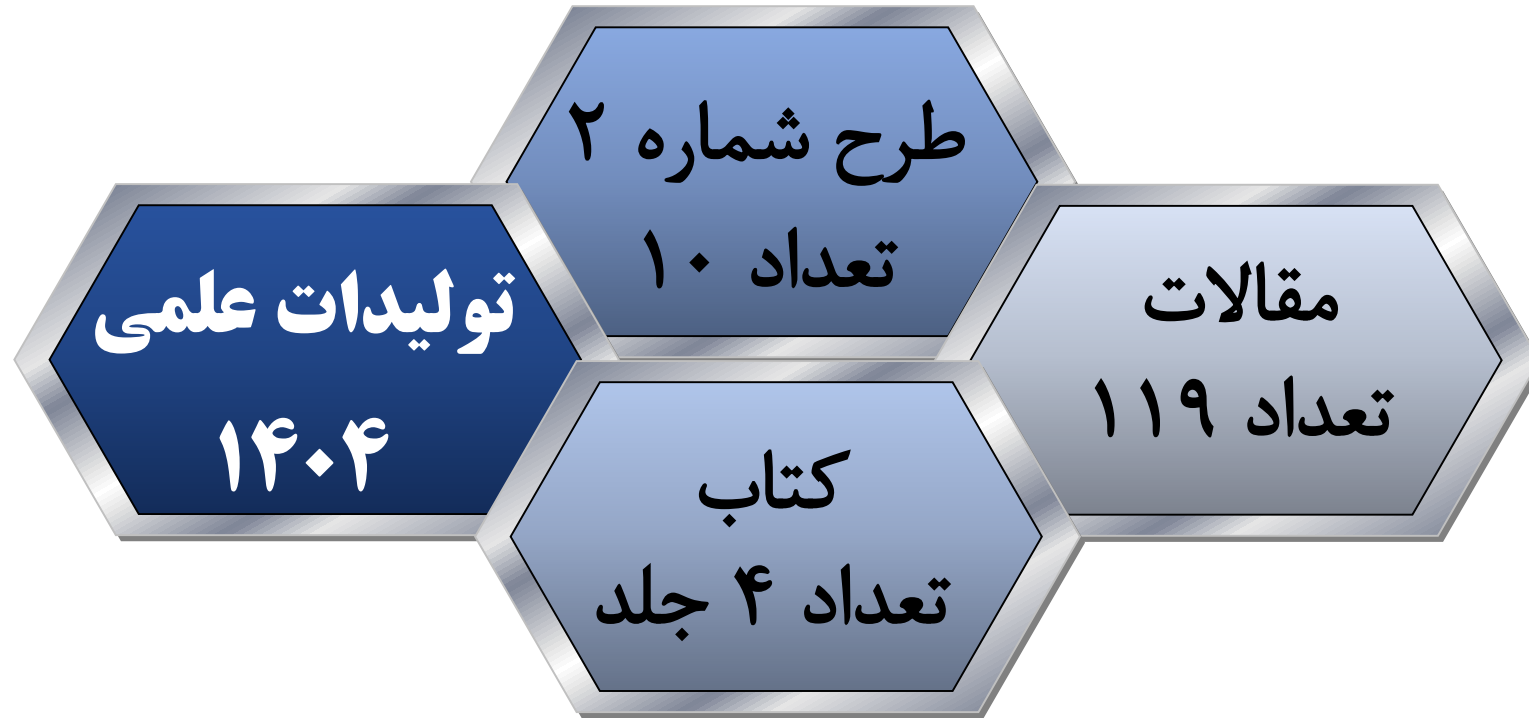 تولیدات علمی
۱۴۰۴
طرح شماره ۲
تعداد ۱۰
مقالات
تعداد ۱۱۹
کتاب
تعداد ۴ جلد